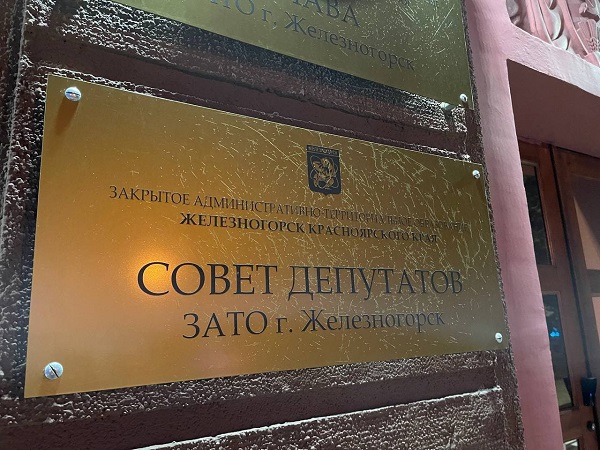 ЗАТО г. Железногорск
ЗАКРЫТОЕ АДМИНИСТРАТИВНО-ТЕРРИТОРИАЛЬНОЕ ОБРАЗОВАНИЕ
ЖЕЛЕЗНОГОРСК КРАСНОЯРСКОГО КРАЯ
СОВЕТ ДЕПУТАТОВ
ЗАТО г. Железногорск